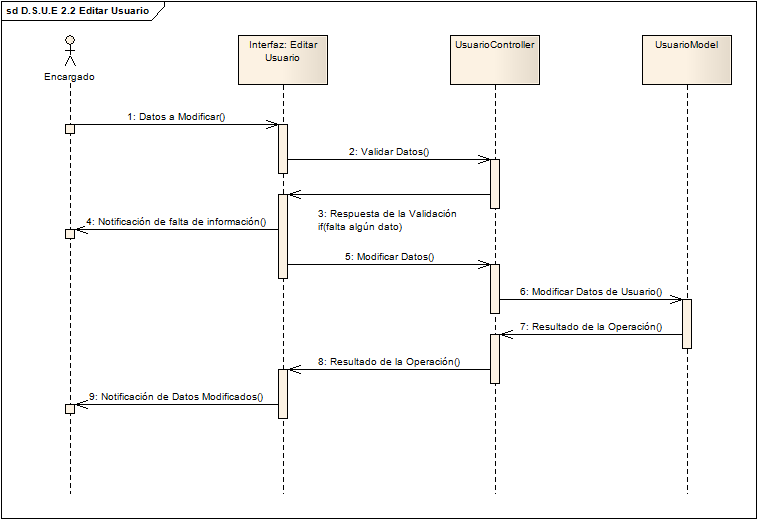 sd D.S.U.E 2.2 Editar Usuario
Encargado
Interfaz: Editar
Usuario
UsuarioController
UsuarioModel
1: Datos a Modificar()
2: Validar Datos()
3: Respuesta de la Validación
if(falta algún dato)
4: Notificación de falta de información()
5: Modificar Datos()
6: Modificar Datos de Usuario()
7: Resultado de la Operación()
8: Resultado de la Operación()
9: Notificación de Datos Modificados()